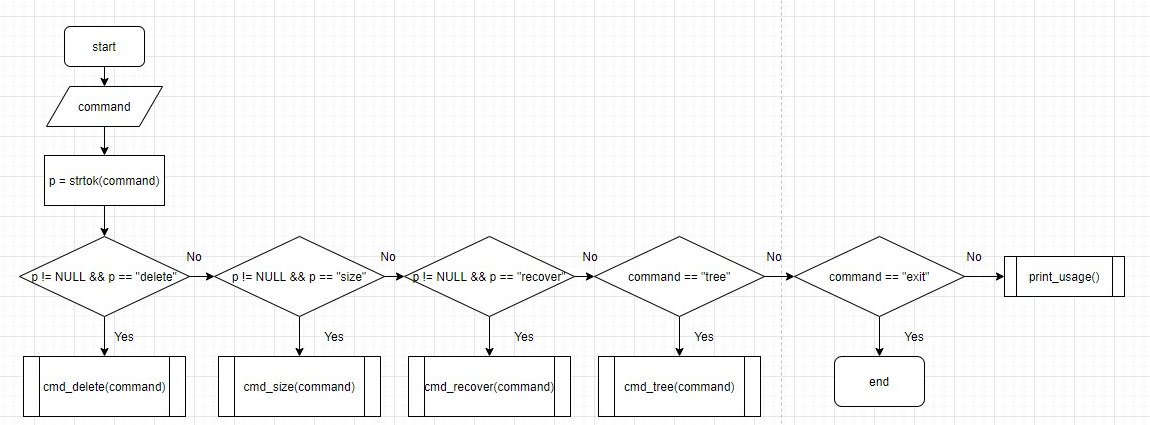 start
command
p = strtok(command)
No
No
No
No
No
p != NULL && p == "delete"
p != NULL && p == "size"
p != NULL && p == "recover"
command == "tree"
command == "exit"
print_usage()
Yes
Yes
Yes
Yes
Yes
cmd_delete(command)
cmd_size(command)
cmd_recover(command)
cmd_tree(command)
end